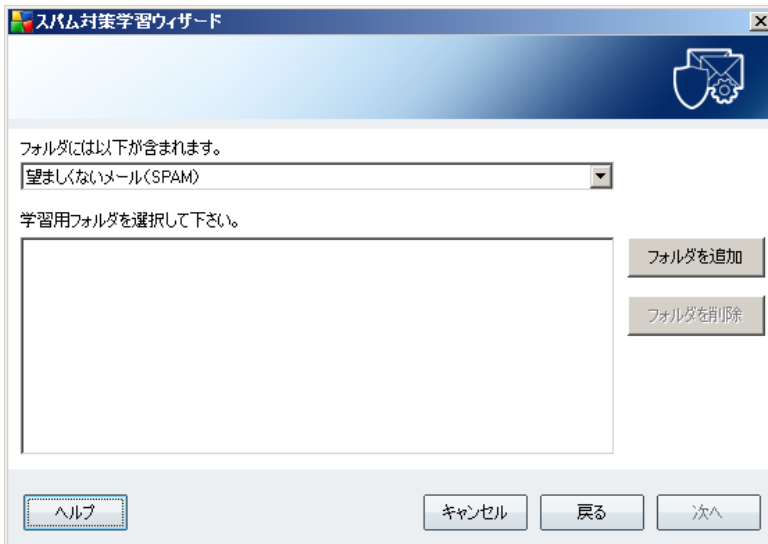 スパム対策学習ウィザード
フォルダには以下が含まれます。
望ましくないメール(SPAM)
学習用フォルダを選択して下さい。
フォルダを追加
フォルダを削除
ヘルプ
キャンセル
戻る
次へ